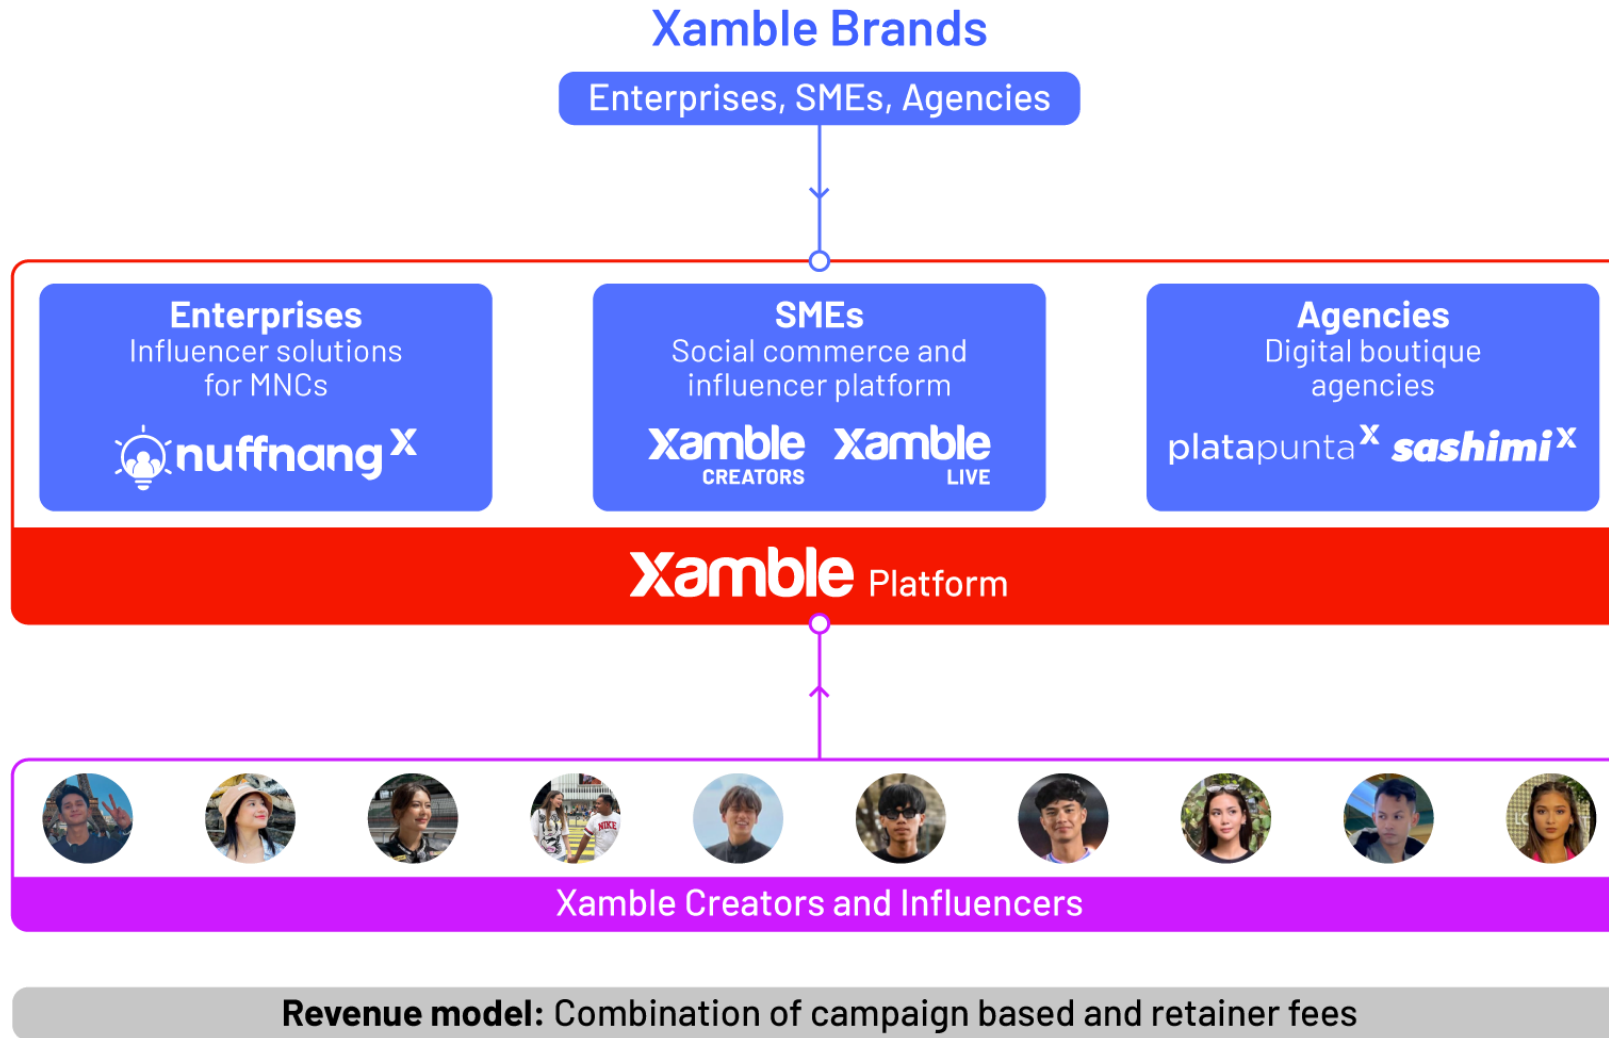 Xamble Brands
Enterprises, SMEs, Agencies
Enterprises
Influencer solutions
for MNCs
nuffnang X
SMEs
Social commerce and
influencer platform
Xamble CREATORS
Xamble LIVE
Agencies
Digital boutique
agencies
platapunta X
sashimi X
Xamble Platform
NIKE
Xamble Creators and Influencers
Revenue model: Combination of campaign based and retainer fees